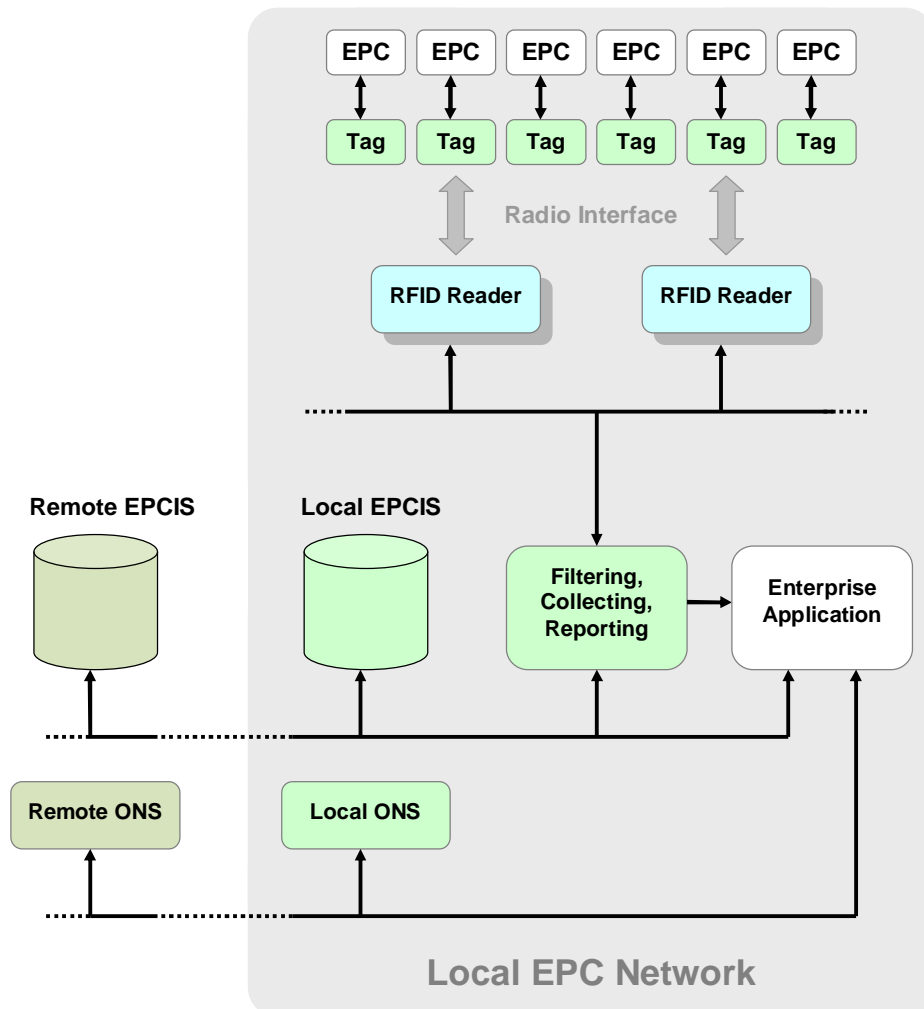 EPC EPC EPC EPC EPC EPC
Tag Tag Tag Tag Tag Tag
Radio Interface
RFID Reader RFID Reader
Remote EPCIS Local EPCIS
Filtering,
Collecting,
Reporting
Enterprise
Application
Remote ONS Local ONS
Local EPC Network